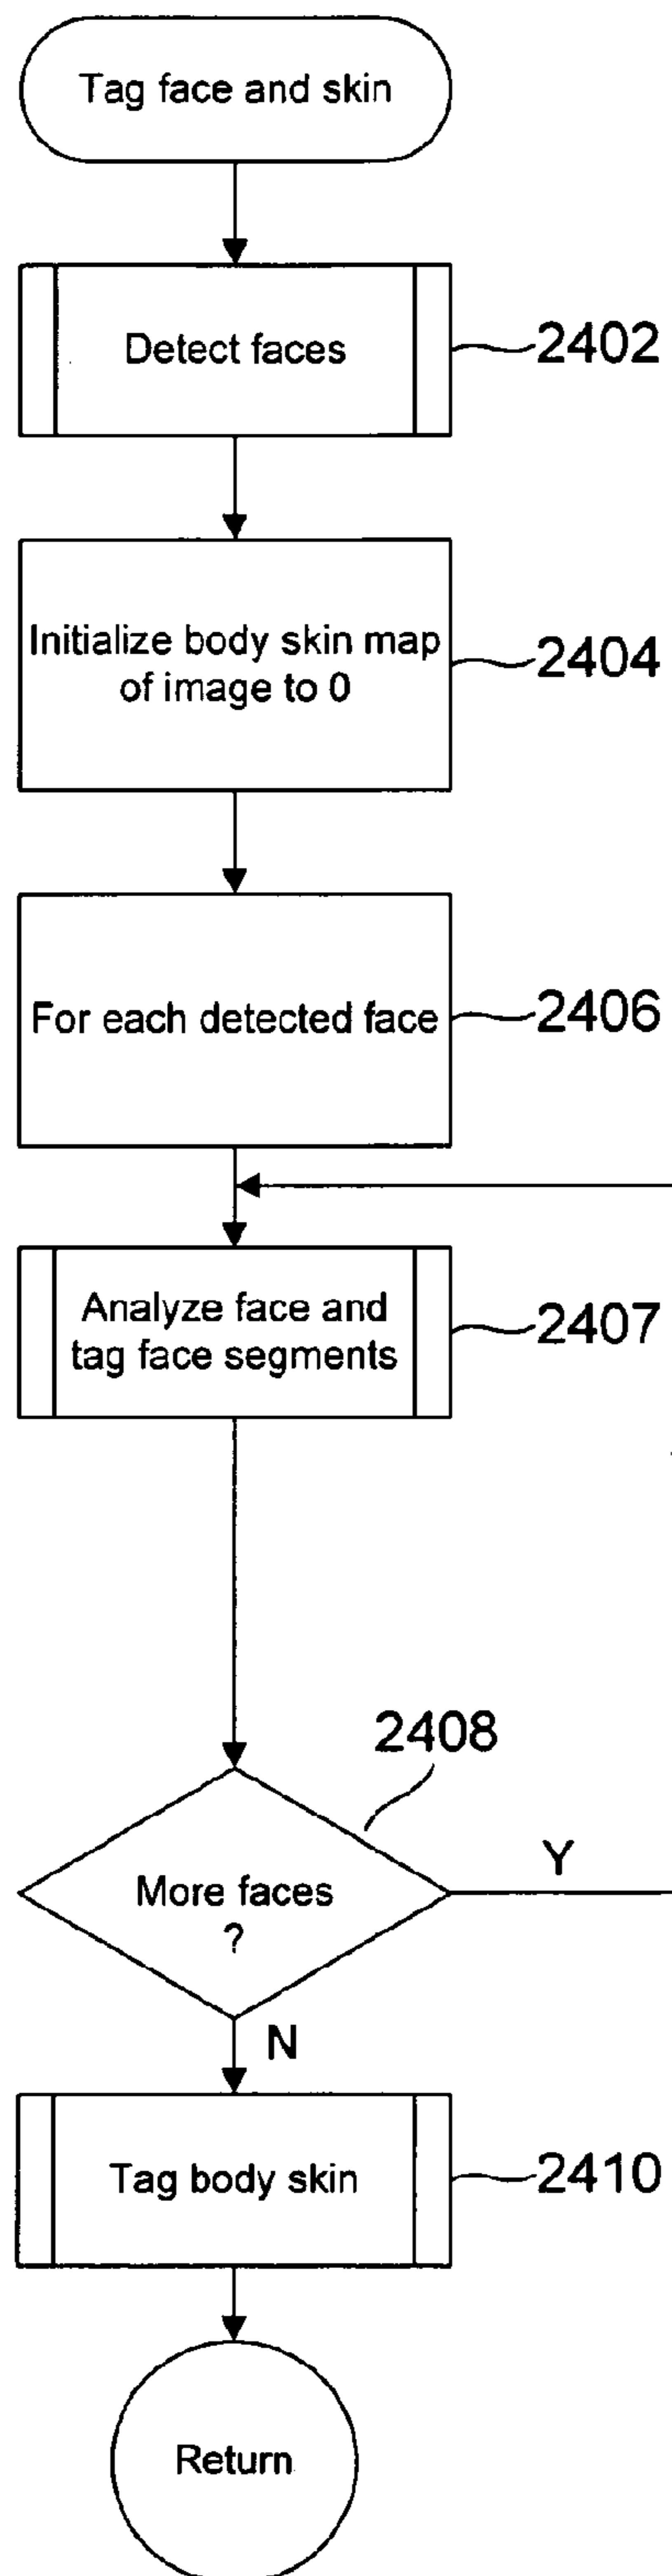 Tag face and skin
Detect faces
2402
Initialize body skin map
of image to 0
2404
For each detected face
2406
Analyze face and
tag face segments
2407
2408
More faces
?
Y
N
Tag body skin
2410
Return